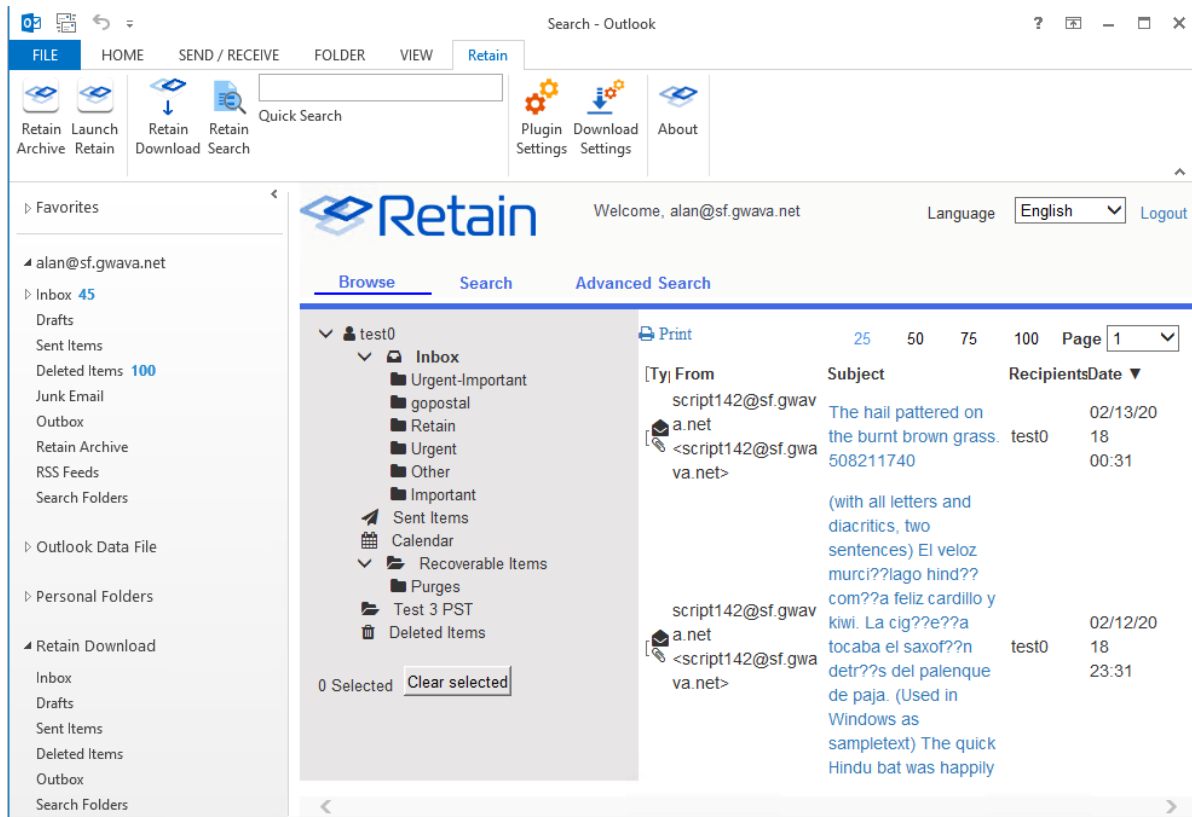 Search - Outlook
?
FILE HOME SEND / RECEIVE FOLDER VIEW Retain
Retain Archive
Launch Retain
Retain Download
Retain Search
Quick Search
Plugin Settings
Download Settings
About
Favorites
alan@sf.gwava.net
Inbox 45
Drafts
Sent Items
Deleted Items 100
Junk Email
Outbox
Retain Archive
RSS Feeds
Search Folders
Outlook Data File
Personal Folders
Retain Download
Inbox
Drafts
Sent Items
Deleted Items
Outbox
Search Folders
Retain
Welcome, alan@sf.gwava.net
Language English Logout
Browse Search Advanced Search
test0
Inbox
Urgent-Important
gopostal
Retain
Urgent
Other
Important
Sent Items
Calendar
Recoverable Items
Purges
Test 3 PST
Deleted Items
0 Selected Clear selected
Print 25 50 75 100 Page 1
[Ty From Subject Recipients Date ▼
script142@sf.gwav
a.net
<script142@sf.gwa
va.net>
The hail pattered on
the burnt brown grass.
508211740
test0
02/13/20
18
00:31
script142@sf.gwav
a.net
<script142@sf.gwa
va.net>
(with all letters and
diacritics, two
sentences) El veloz
murci??lago hind??
com??a feliz cardillo y
kiwi. La cig??e??a
tocaba el saxof??n
detr??s del palenque
de paja. (Used in
Windows as
sampletext) The quick
Hindu bat was happily
test0
02/12/20
18
23:31